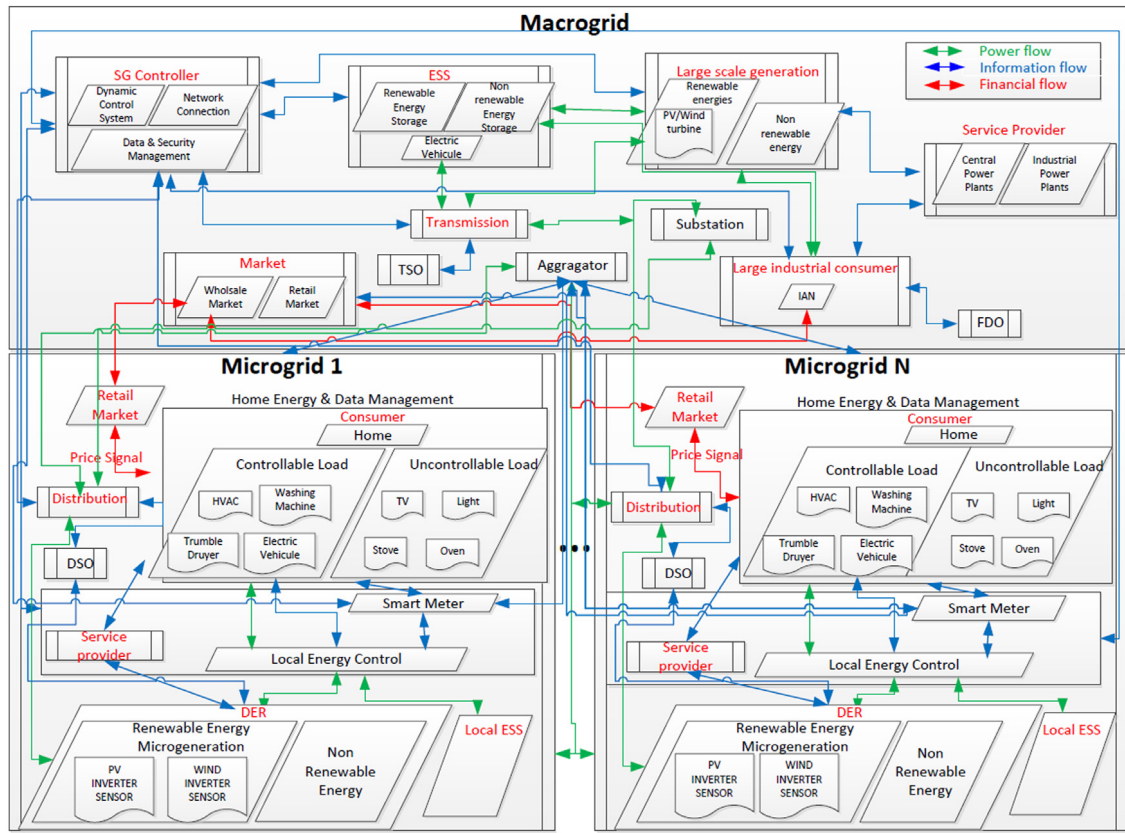 Macrogrid
Power flow
Information flow
Financial flow
SG Controller
Dynamic
Control
System
Network
Connection
Data & Security
Management
ESS
Renewable
Energy
Storage
Non
renewable
Energy
Storage
Electric
Vehicule
Large scale generation
Renewable
energies
PV/Wind
turbine
Non
renewable
energy
Service Provider
Central
Power
Plants
Industrial
Power
Plants
Transmission
Substation
TSO
Aggragator
Market
Wholsale
Market
Retail
Market
Large industrial consumer
IAN
FDO
Microgrid 1
Retail
Market
Home Energy & Data Management
Consumer
Home
Price Signal
Controllable Load
Uncontrollable Load
HVAC
Washing
Machine
TV
Light
Distribution
Trumble
Druyer
Electric
Vehicule
Stove
Oven
DSO
Smart Meter
Service
provider
Local Energy Control
DER
Renewable Energy
Microgeneration
PV
INVERTER
SENSOR
WIND
INVERTER
SENSOR
Non
Renewable
Energy
Local ESS
Microgrid N
Retail
Market
Home Energy & Data Management
Consumer
Home
Price Signal
Controllable Load
Uncontrollable Load
HVAC
Washing
Machine
TV
Light
Distribution
Trumble
Druyer
Electric
Vehicule
Stove
Oven
DSO
Smart Meter
Service
provider
Local Energy Control
DER
Renewable Energy
Microgeneration
PV
INVERTER
SENSOR
WIND
INVERTER
SENSOR
Non
Renewable
Energy
Local ESS